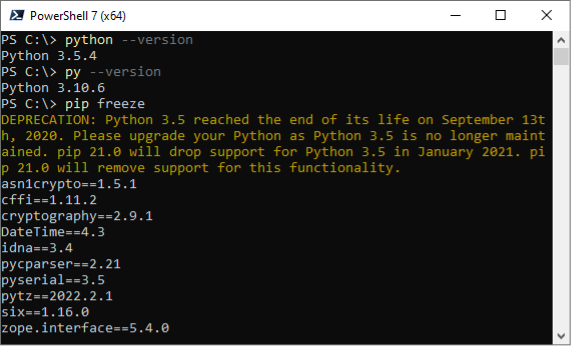 PowerShell 7 (x64)
PS C:\> python --version
Python 3.5.4
PS C:\> py --version
Python 3.10.6
PS C:\> pip freeze
DEPRECATION: Python 3.5 reached the end of its life on September 13t
h, 2020. Please upgrade your Python as Python 3.5 is no longer maint
ained. pip 21.0 will drop support for Python 3.5 in January 2021. pi
p 21.0 will remove support for this functionality.
asn1crypto==1.5.1
cffi==1.11.2
cryptography==2.9.1
DateTime==4.3
idna==3.4
pycparser==2.21
pyserial==3.5
pytz==2022.2.1
six==1.16.0
zope.interface==5.4.0